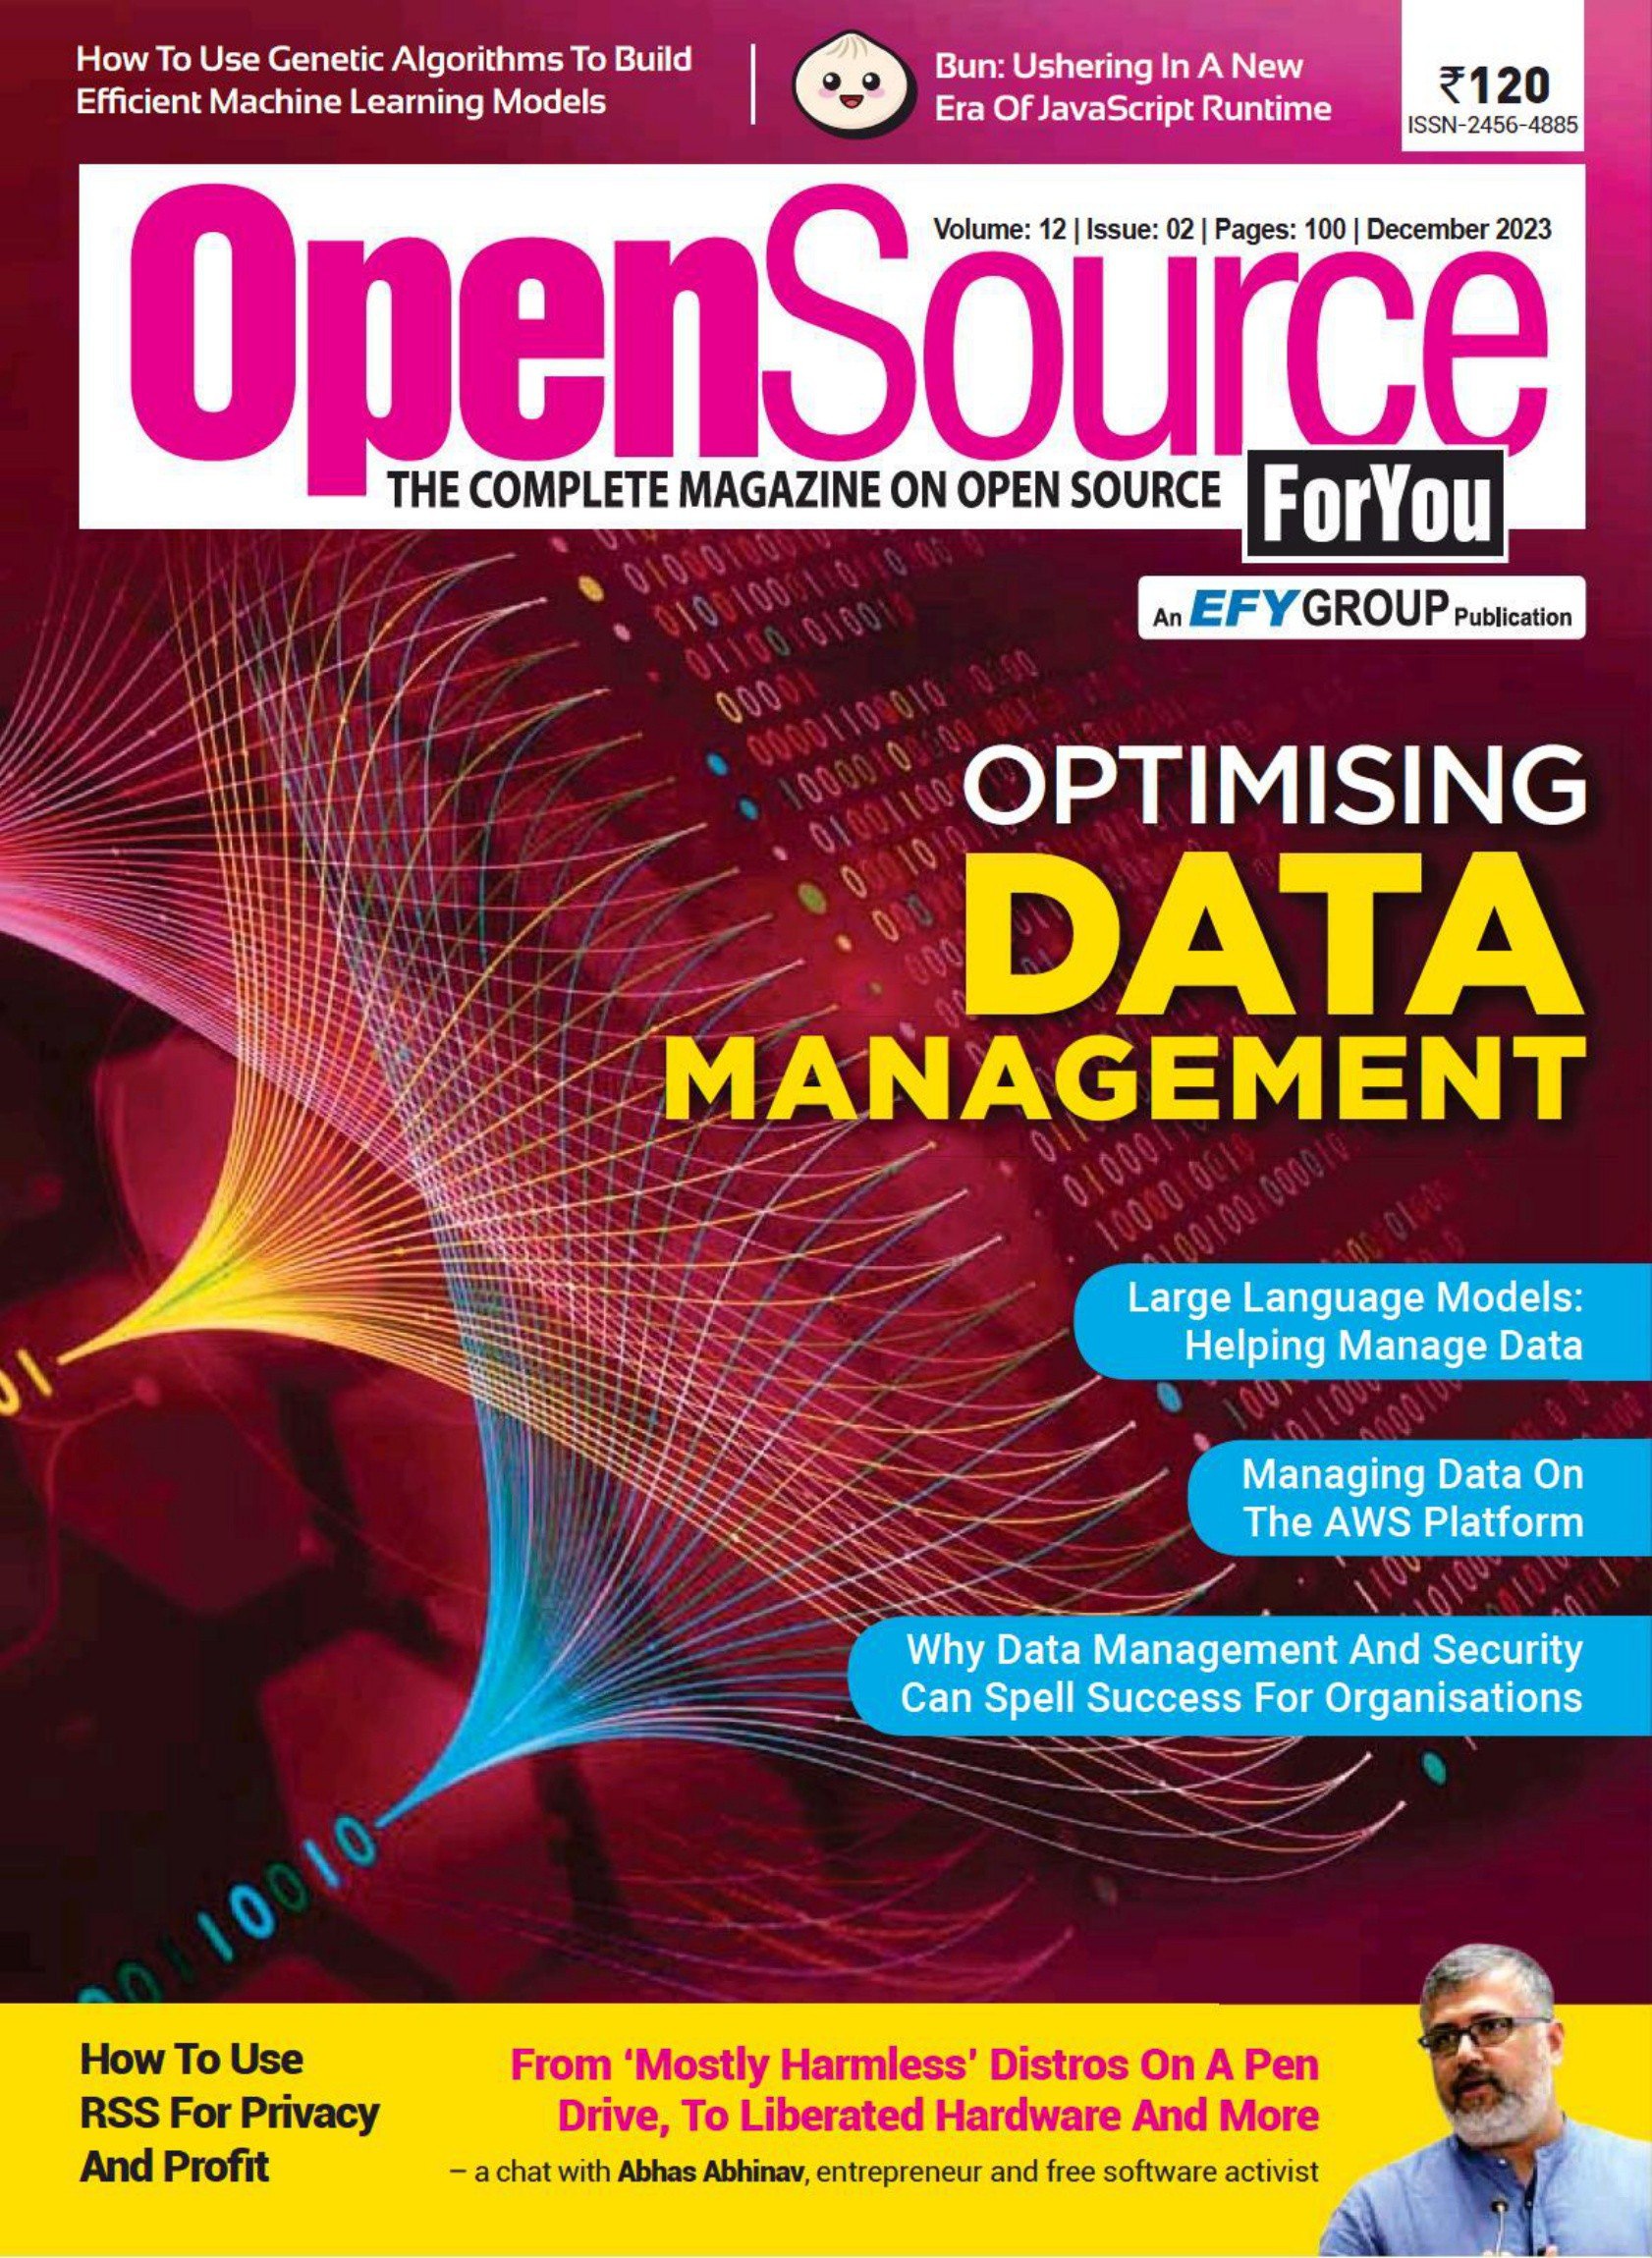 How To Use Genetic Algorithms To Build
Efficient Machine Learning Models
Bun: Ushering In A New
Era Of JavaScript Runtime
₹120
ISSN-2456-4885
Volume: 12 | Issue: 02 | Pages: 100 | December 2023
OpenSource
THE COMPLETE MAGAZINE ON OPEN SOURCE
ForYou
An EFY GROUP Publication
OPTIMISING
DATA
MANAGEMENT
Large Language Models:
Helping Manage Data
Managing Data On
The AWS Platform
Why Data Management And Security
Can Spell Success For Organisations
How To Use
RSS For Privacy
And Profit
From ‘Mostly Harmless’ Distros On A Pen
Drive, To Liberated Hardware And More
– a chat with Abhas Abhinav, entrepreneur and free software activist